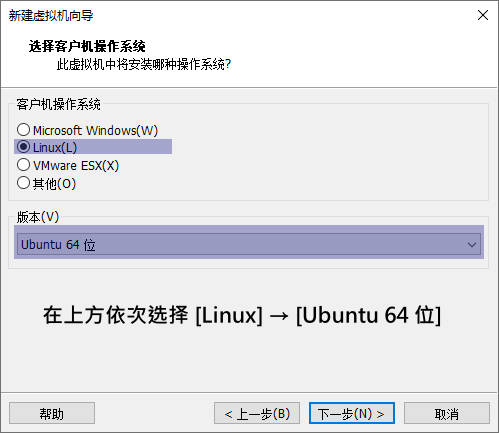 新建虚拟机向导
选择客户机操作系统
此虚拟机中将安装哪种操作系统?
客户机操作系统
Microsoft Windows(W)
Linux(L)
VMware ESX(X)
其他(O)
版本(V)
Ubuntu 64 位
在上方依次選择 [Linux] → [Ubuntu 64 位]
帮助
< 上一步(B)
下一步(N) >
取消